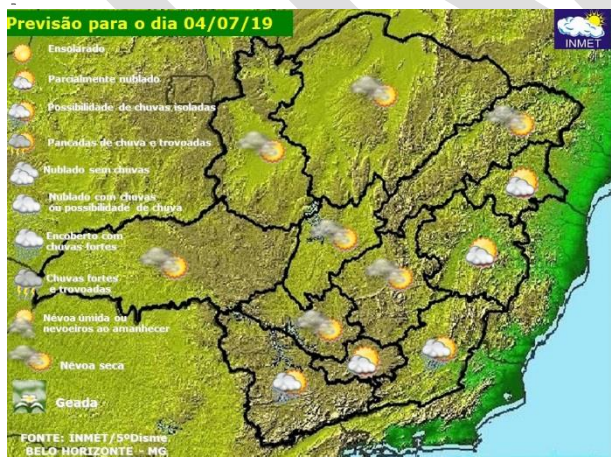 Previsão para o dia 04/07/19
INMET
Ensolarado
Parcialmente nublado
Possibilidade de chuvas isoladas
Pancadas de chuva e trovoadas
Nublado sem chuvas
Nublado com chuvas
ou possibilidade de chuva
Encoberto com
chuvas fortes
Chuvas fortes
e trovoadas
Névoa úmida ou
nevoeiros ao amanhecer
Névoa seca
Geada
FONTE: INMET/5ºDisme
BELO HORIZONTE - MG